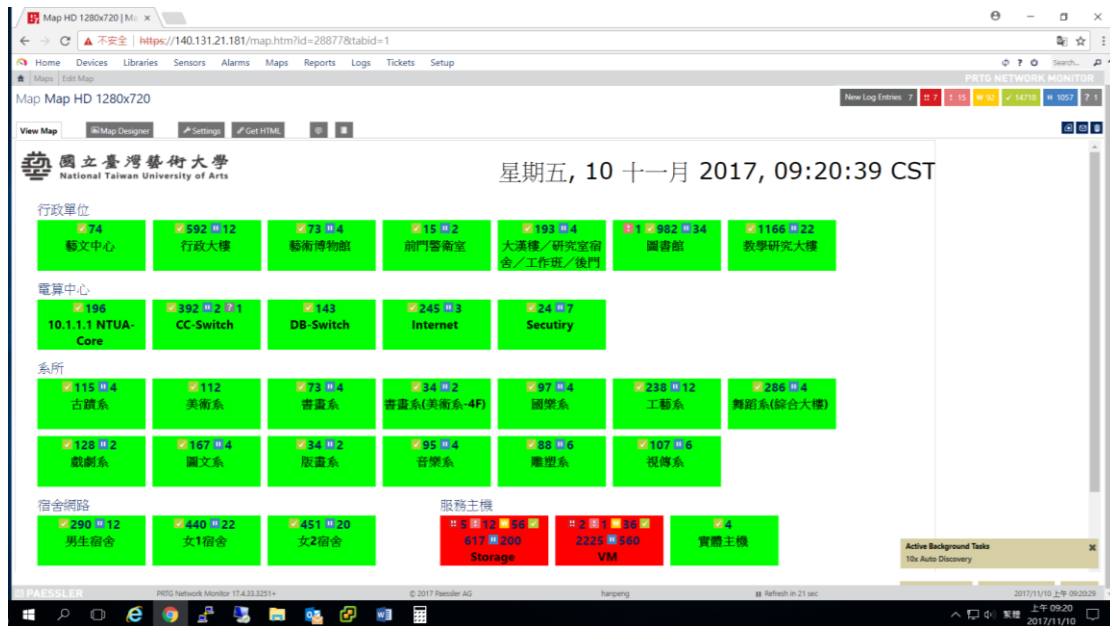 Map HD 1280x720 | Ma
不安全 | https://140.131.21.181/map.htm?id=28877&tabid=1
Home Devices Libraries Sensors Alarms Maps Reports Logs Tickets Setup Search...
Maps Edit Map PRTG NETWORK MONITOR
Map Map HD 1280x720 New Log Entries 7 7 15 92 14718 1057 1
View Map Map Designer Settings Get HTML
國立臺灣藝術大學
National Taiwan University of Arts
星期五, 10 十一月 2017, 09:20:39 CST
行政單位
74 592 12 73 4 15 2 193 4 1 982 34 1166 22
藝文中心 行政大樓 藝術博物館 前門警衛室 大漢樓／研究室宿 圖書館 教學研究大樓
舍／工作班／後門
電算中心
196 392 2 1 143 245 3 24 7
10.1.1.1 NTUA- CC-Switch DB-Switch Internet Secutiry
Core
系所
115 4 112 73 4 34 2 97 4 238 12 286 4
古蹟系 美術系 書畫系 書畫系(美術系-4F) 國樂系 工藝系 舞蹈系(綜合大樓)
128 2 167 4 34 2 95 4 88 6 107 6
戲劇系 圖文系 版畫系 音樂系 雕塑系 視傳系
宿舍網路 服務主機
290 12 440 22 451 20 5 12 56 2 1 36 4
男生宿舍 女1宿舍 女2宿舍 617 200 2225 560 實體主機
Storage VM
Active Background Tasks
10x Auto Discovery
PAESSLER PRTG Network Monitor 17.4.33.3251+ © 2017 Paessler AG hanpeng Refresh in 21 sec 2017/11/10 上午 09:20:29
繁體 上午 09:20
2017/11/10